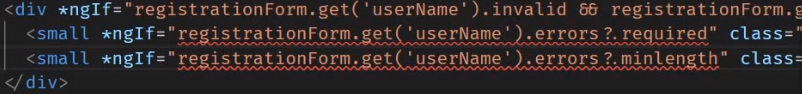 <div *ngIf="registrationForm.get('userName').invalid && registrationForm.g
<small *ngIf="registrationForm.get('userName').errors?.required" class="
<small *ngIf="registrationForm.get('userName').errors?.minlength" class=
</div>